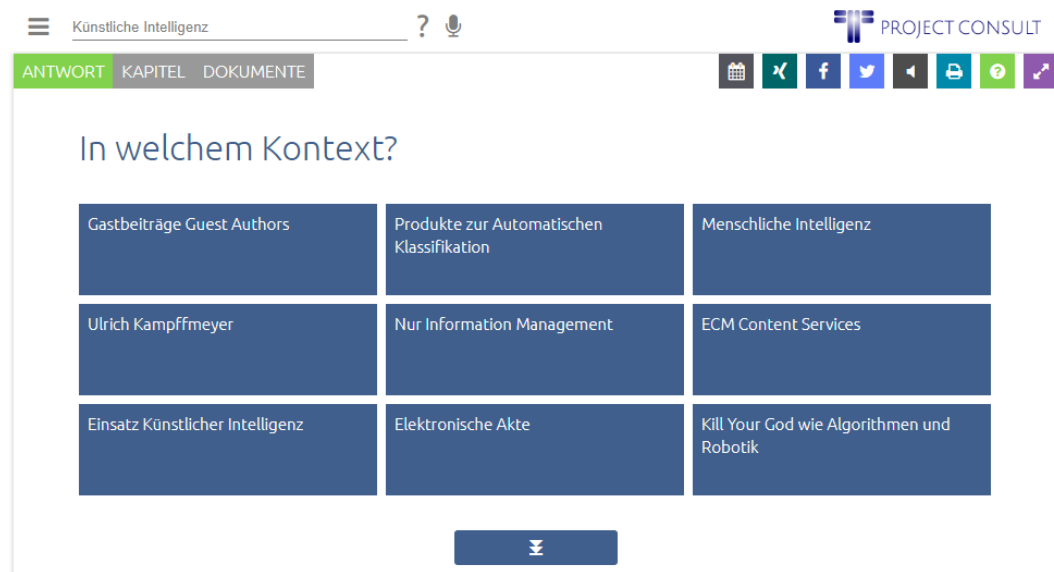 Künstliche Intelligenz
?
PROJECT CONSULT
ANTWORT KAPITEL DOKUMENTE
In welchem Kontext?
Gastbeiträge Guest Authors
Produkte zur Automatischen
Klassifikation
Menschliche Intelligenz
Ulrich Kampffmeyer
Nur Information Management
ECM Content Services
Einsatz Künstlicher Intelligenz
Elektronische Akte
Kill Your God wie Algorithmen und
Robotik